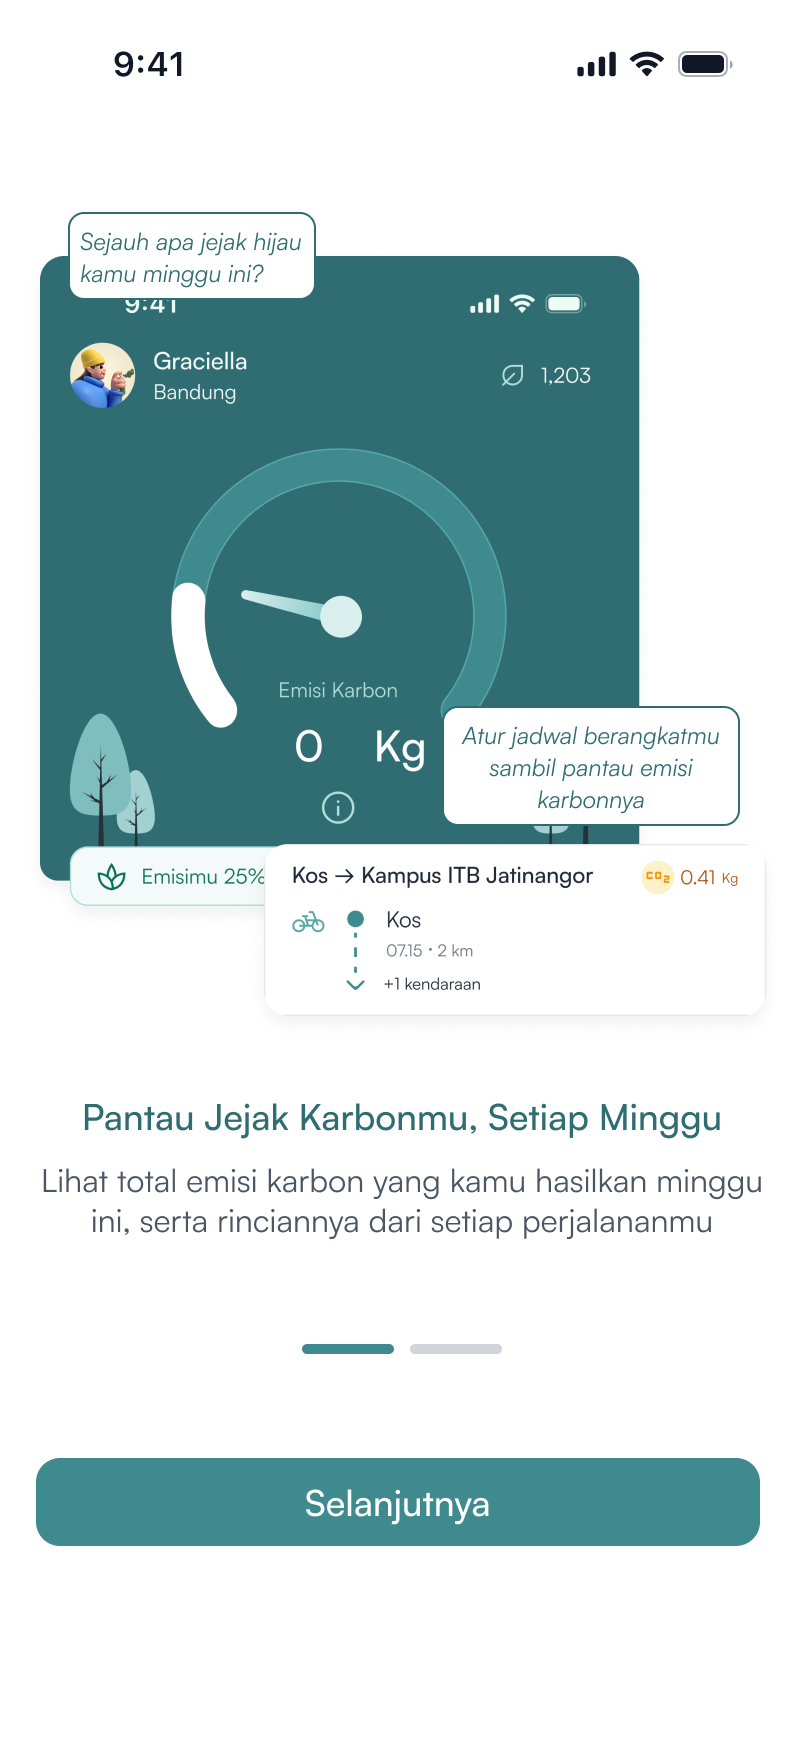 9:41
Sejauh apa jejak hijau
kamu minggu ini?
9:41
Graciella
Bandung
1,203
Emisi Karbon
0 Kg
Atur jadwal berangkatmu
sambil pantau emisi
karbonnya
Emisimu 25%
Kos → Kampus ITB Jatinangor
CO2 0.41 Kg
Kos
07.15 · 2 km
+1 kendaraan
Pantau Jejak Karbonmu, Setiap Minggu
Lihat total emisi karbon yang kamu hasilkan minggu
ini, serta rinciannya dari setiap perjalananmu
Selanjutnya